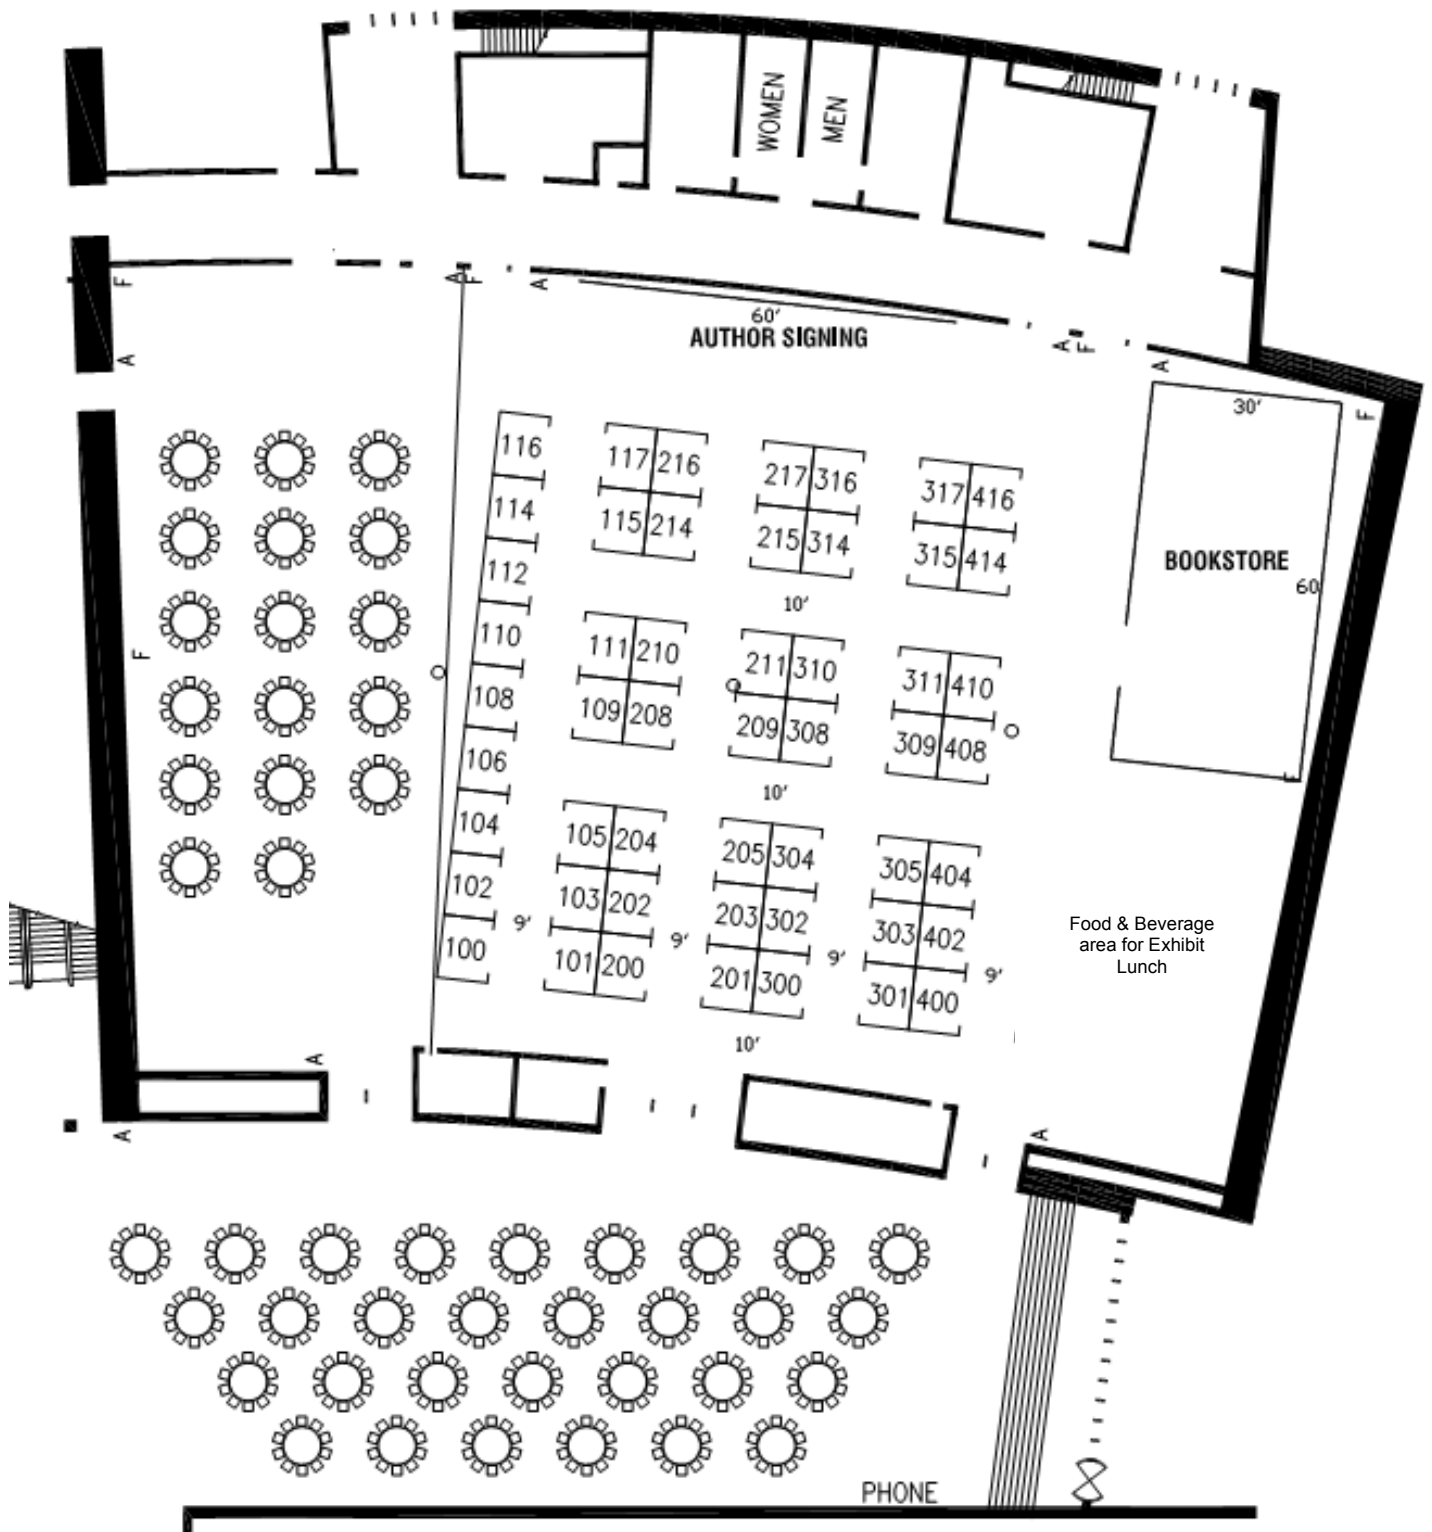 WOMEN
MEN
A
F
A
F
60'
AUTHOR SIGNING
A
F
A
A
30'
F
116
117 216
217 316
317 416
114
115 214
215 314
315 414
BOOKSTORE
60
112
10'
110
111 210
211 310
311 410
F
108
109 208
209 308
309 408
106
10'
F
104
105 204
205 304
305 404
102
103 202
203 302
303 402
Food & Beverage
area for Exhibit
Lunch
9'
9'
9'
9'
100
101 200
201 300
301 400
10'
A
A
A
PHONE